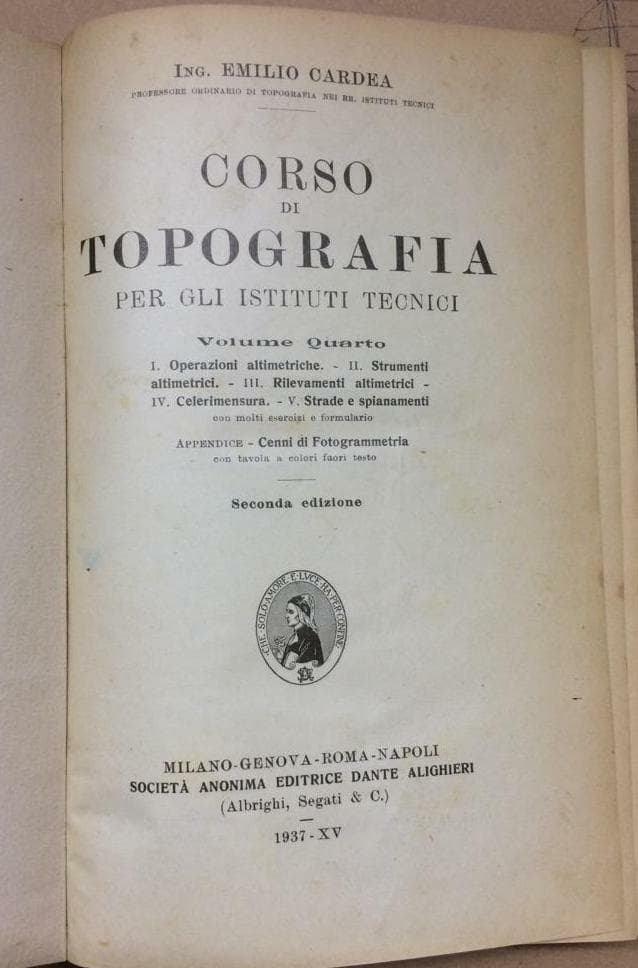 ING. EMILIO CARDEA
PROFESSORE ORDINARIO DI TOPOGRAFIA NEI RR. ISTITUTI TECNICI
CORSO
DI
TOPOGRAFIA
PER GLI ISTITUTI TECNICI
Volume Quarto
I. Operazioni altimetriche. - II. Strumenti
altimetrici. - III. Rilevamenti altimetrici -
IV. Celerimensura. - V. Strade e spianamenti
con molti esercizi e formulario
APPENDICE - Cenni di Fotogrammetria
con tavola a colori fuori testo
Seconda edizione
·CHE·SOLO·AMORE·E·LVCE·HA·PER·CONFINE·
MILANO-GENOVA-ROMA-NAPOLI
SOCIETÀ ANONIMA EDITRICE DANTE ALIGHIERI
(Albrighi, Segati & C.)
1937-XV